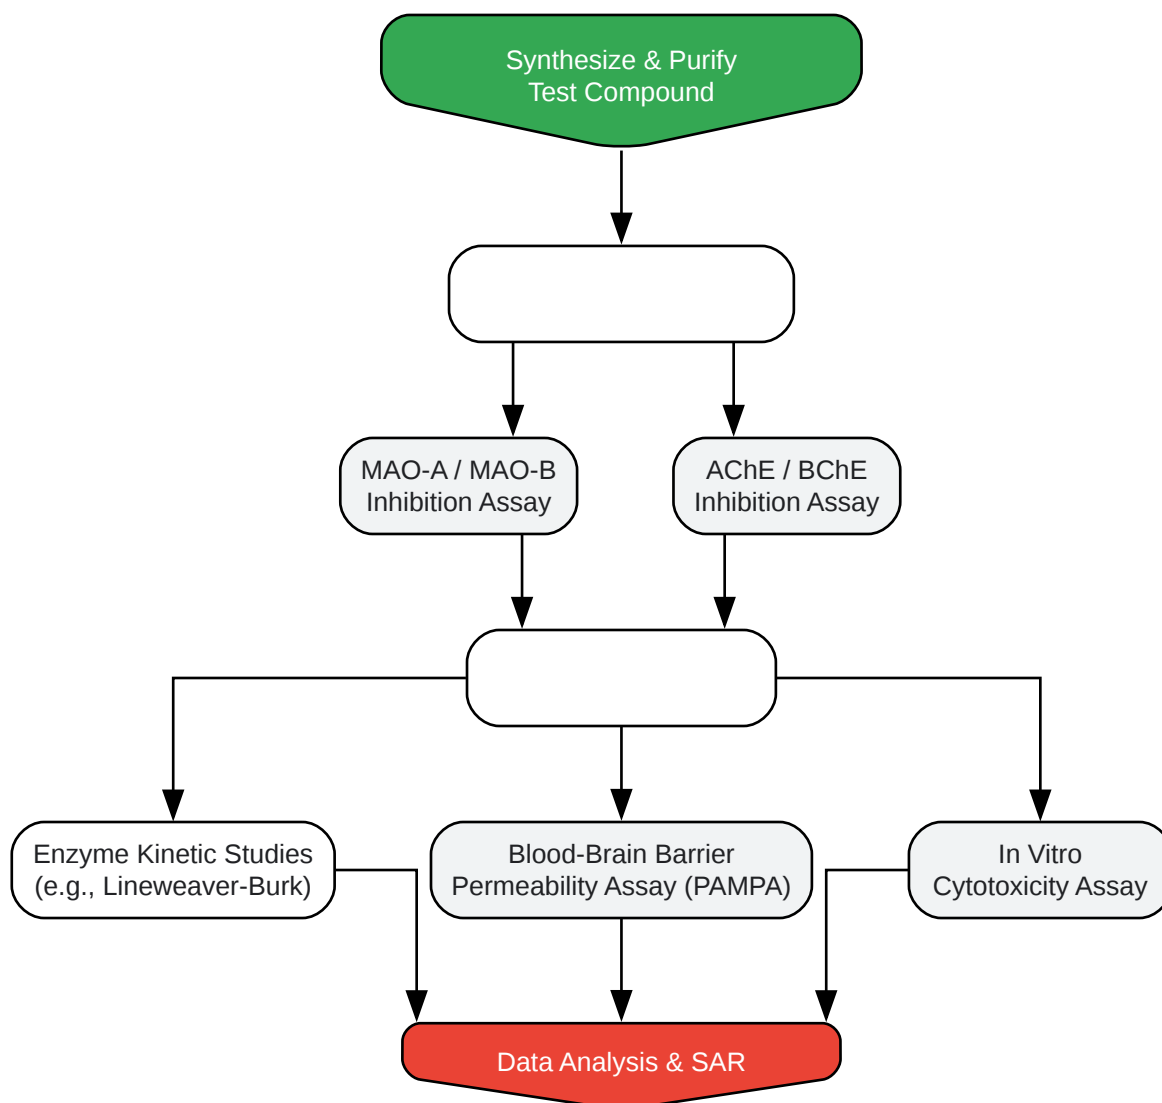 Synthesize & Purify
Test Compound
MAO-A / MAO-B
Inhibition Assay
AChE / BChE
Inhibition Assay
Enzyme Kinetic Studies
(e.g., Lineweaver-Burk)
Blood-Brain Barrier
Permeability Assay (PAMPA)
In Vitro
Cytotoxicity Assay
Data Analysis & SAR